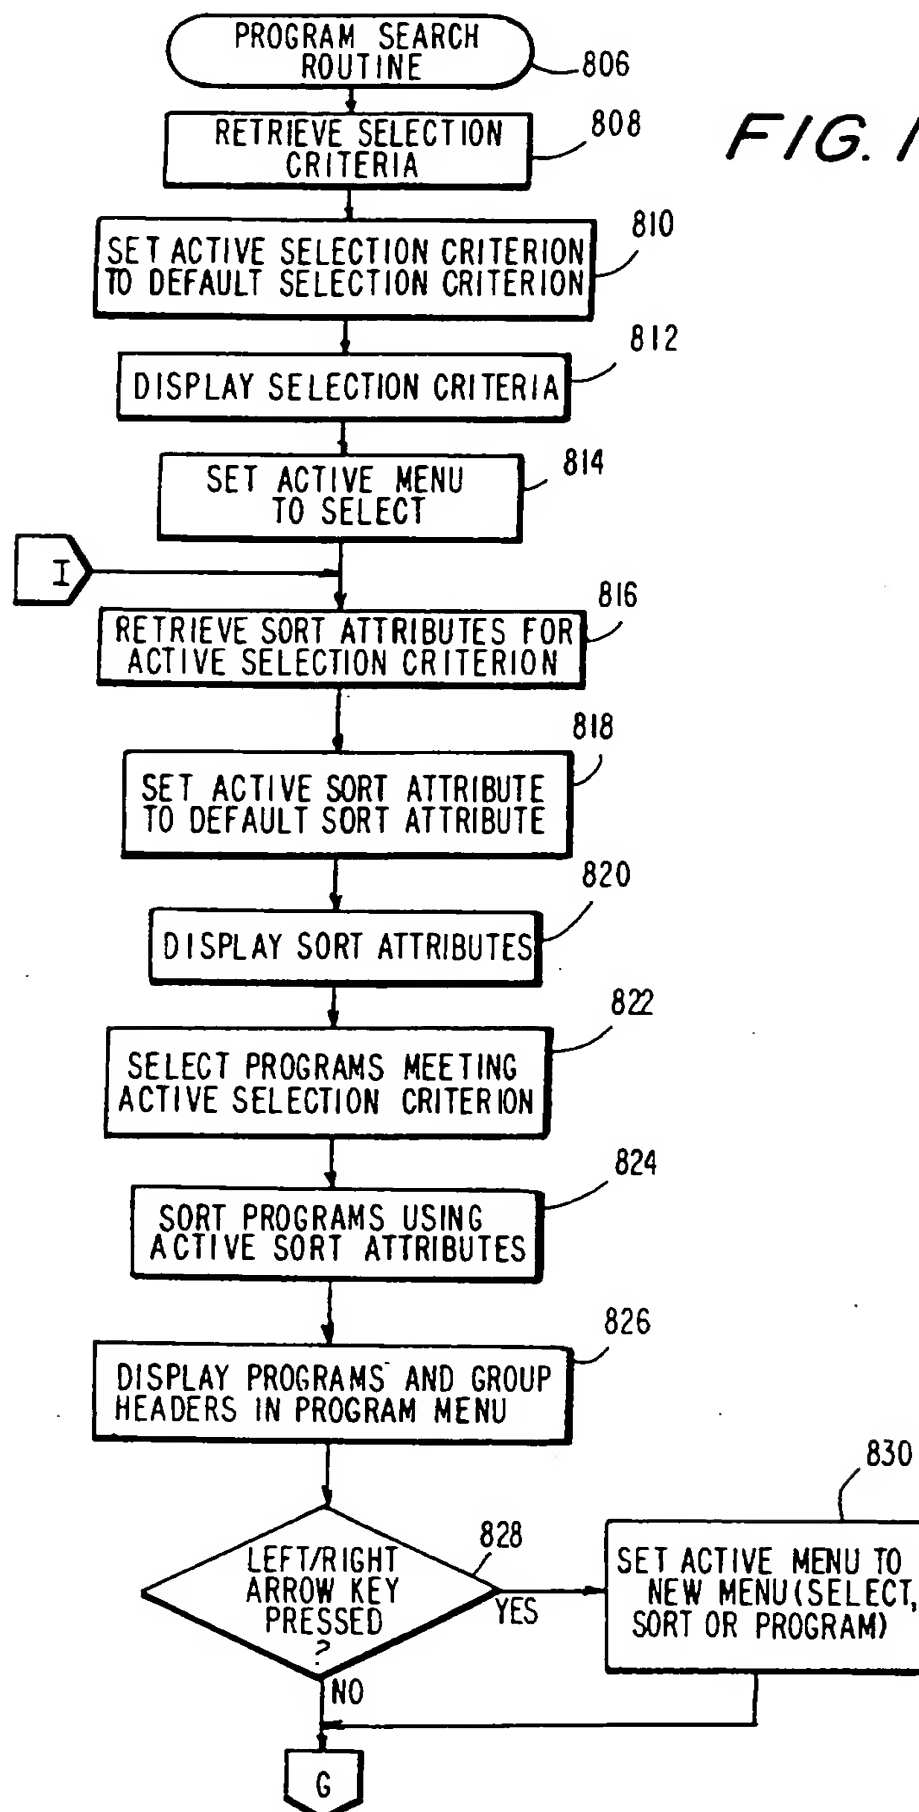 PROGRAM SEARCH
ROUTINE
806
FIG. 1
RETRIEVE SELECTION
CRITERIA
808
SET ACTIVE SELECTION CRITERION
TO DEFAULT SELECTION CRITERION
810
DISPLAY SELECTION CRITERIA
812
SET ACTIVE MENU
TO SELECT
814
I
RETRIEVE SORT ATTRIBUTES FOR
ACTIVE SELECTION CRITERION
816
SET ACTIVE SORT ATTRIBUTE
TO DEFAULT SORT ATTRIBUTE
818
DISPLAY SORT ATTRIBUTES
820
SELECT PROGRAMS MEETING
ACTIVE SELECTION CRITERION
822
SORT PROGRAMS USING
ACTIVE SORT ATTRIBUTES
824
DISPLAY PROGRAMS AND GROUP
HEADERS IN PROGRAM MENU
826
LEFT/RIGHT
ARROW KEY
PRESSED
?
828
YES
SET ACTIVE MENU TO
NEW MENU (SELECT,
SORT OR PROGRAM)
830
NO
G